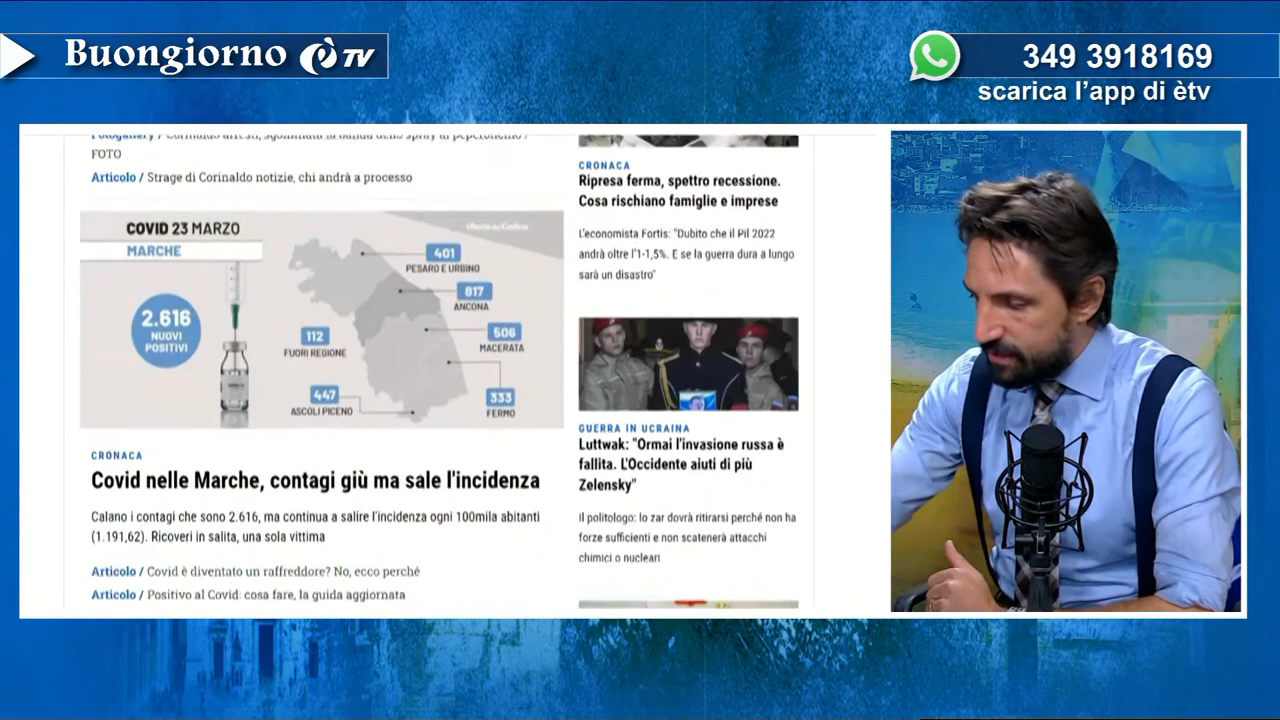 Buongiorno è TV
349 3918169
scarica l'app di ètv
FOTO
Articolo / Strage di Corinaldo notizie, chi andrà a processo
COVID 23 MARZO
MARCHE
2.616
NUOVI
POSITIVI
401
PESARO E URBINO
817
ANCONA
112
FUORI REGIONE
506
MACERATA
447
ASCOLI PICENO
333
FERMO
CRONACA
Covid nelle Marche, contagi giù ma sale l'incidenza
Calano i contagi che sono 2.616, ma continua a salire l'incidenza ogni 100mila abitanti
(1.191,62). Ricoveri in salita, una sola vittima
Articolo / Covid è diventato un raffreddore? No, ecco perché
Articolo / Positivo al Covid: cosa fare, la guida aggiornata
CRONACA
Ripresa ferma, spettro recessione.
Cosa rischiano famiglie e imprese
L'economista Fortis: "Dubito che il Pil 2022
andrà oltre l'1-1,5%. E se la guerra dura a lungo
sarà un disastro"
GUERRA IN UCRAINA
Luttwak: "Ormai l'invasione russa è
fallita. L'Occidente aiuti di più
Zelensky"
Il politologo: lo zar dovrà ritirarsi perché non ha
forze sufficienti e non scatenerà attacchi
chimici o nucleari